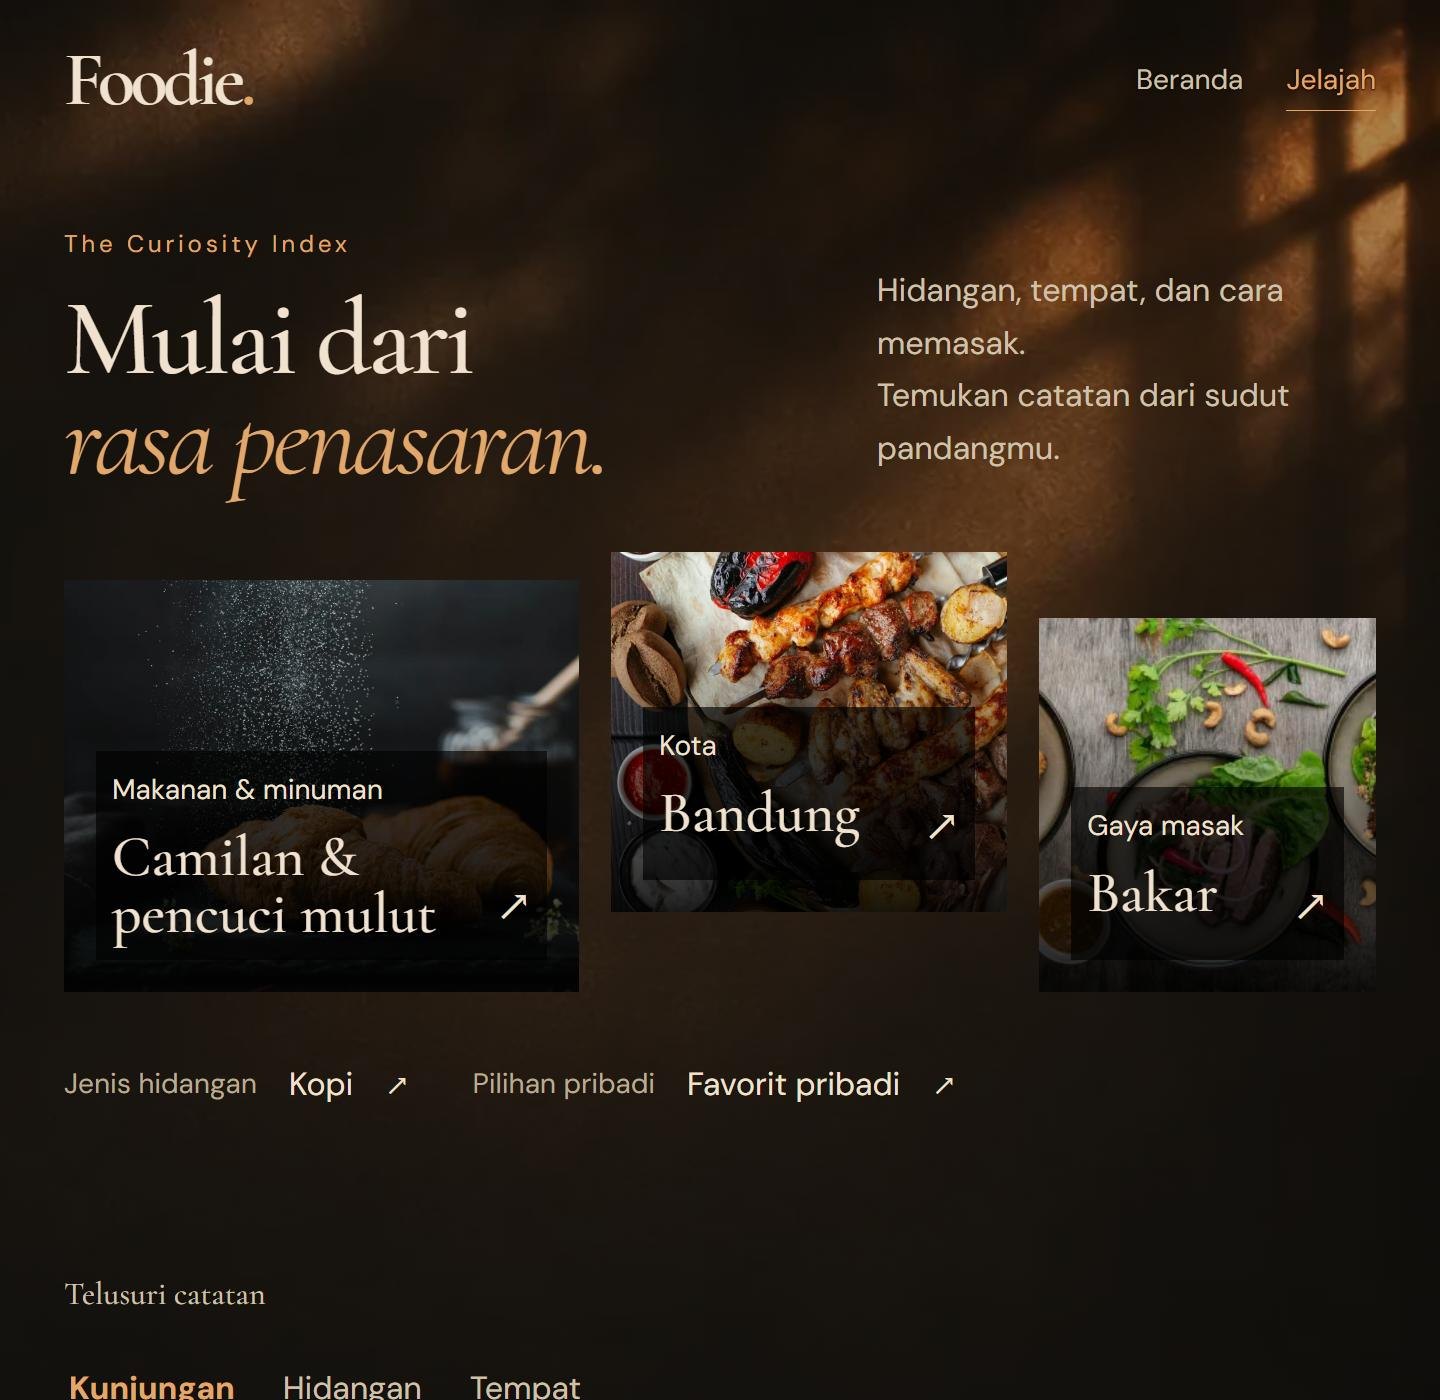 Foodie.
Beranda
Jelajah
The Curiosity Index
Mulai dari
rasa penasaran.
Hidangan, tempat, dan cara
memasak.
Temukan catatan dari sudut
pandangmu.
Makanan & minuman
Camilan &
pencuci mulut ↗
Kota
Bandung ↗
Gaya masak
Bakar ↗
Jenis hidangan Kopi ↗ Pilihan pribadi Favorit pribadi ↗
Telusuri catatan
Kunjungan Hidangan Tempat